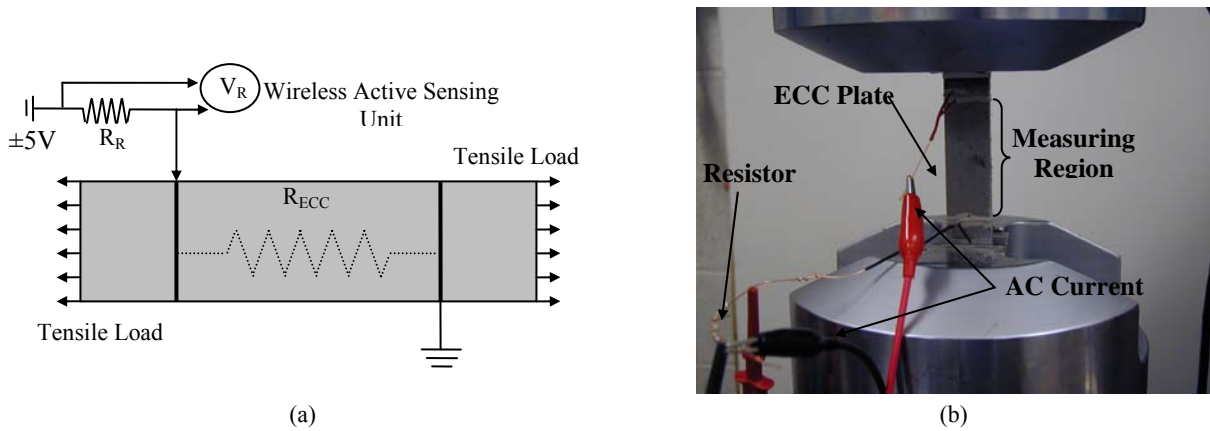 V_R
Wireless Active Sensing
Unit
±5V
R_R
Tensile Load
R_ECC
Tensile Load
(a)
ECC Plate
Measuring
Region
Resistor
AC Current
(b)